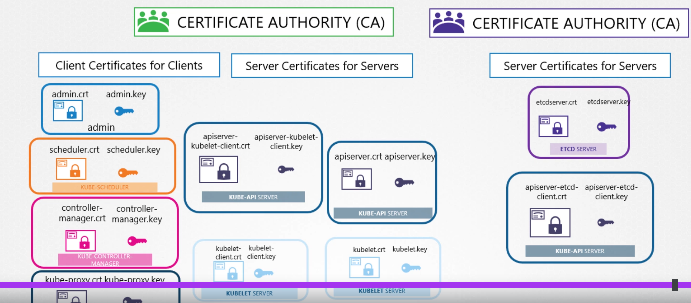 CERTIFICATE AUTHORITY (CA)
CERTIFICATE AUTHORITY (CA)
Client Certificates for Clients
Server Certificates for Servers
Server Certificates for Servers
admin.crt admin.key
admin
scheduler.crt scheduler.key
KUBE-SCHEDULER
controller-
manager.crt
controller-
manager.key
KUBE-CONTROLLER
MANAGER
kube-proxy.crt kube-proxy.key
apiserver-
kubelet-client.crt
apiserver-kubelet-
client.key
KUBE-API SERVER
apiserver.crt apiserver.key
KUBE-API SERVER
kubelet-
client.crt
kubelet-
client.key
KUBELET SERVER
kubelet.crt kubelet.key
KUBELET SERVER
etcdserver.crt etcdserver.key
ETCD SERVER
apiserver-etcd-
client.crt
apiserver-etcd-
client.key
KUBE-API SERVER